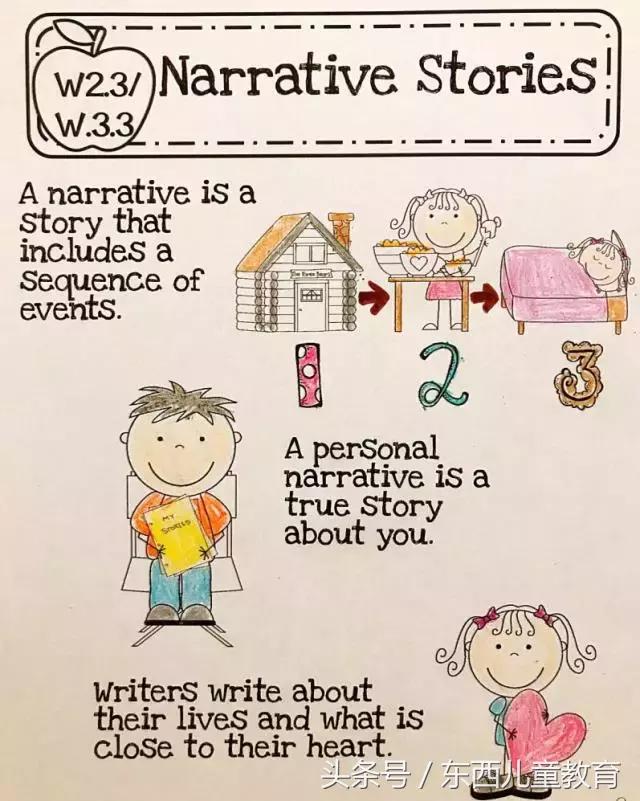 W2.3/
W.3.3
Narrative Stories
A narrative is a
story that
includes a
sequence of
events.
The Three Bears
1 2 3
A personal
narrative is a
true story
about you.
MY
STORIES
Writers write about
their lives and what is
close to their heart.
头条号 / 东西儿童教育